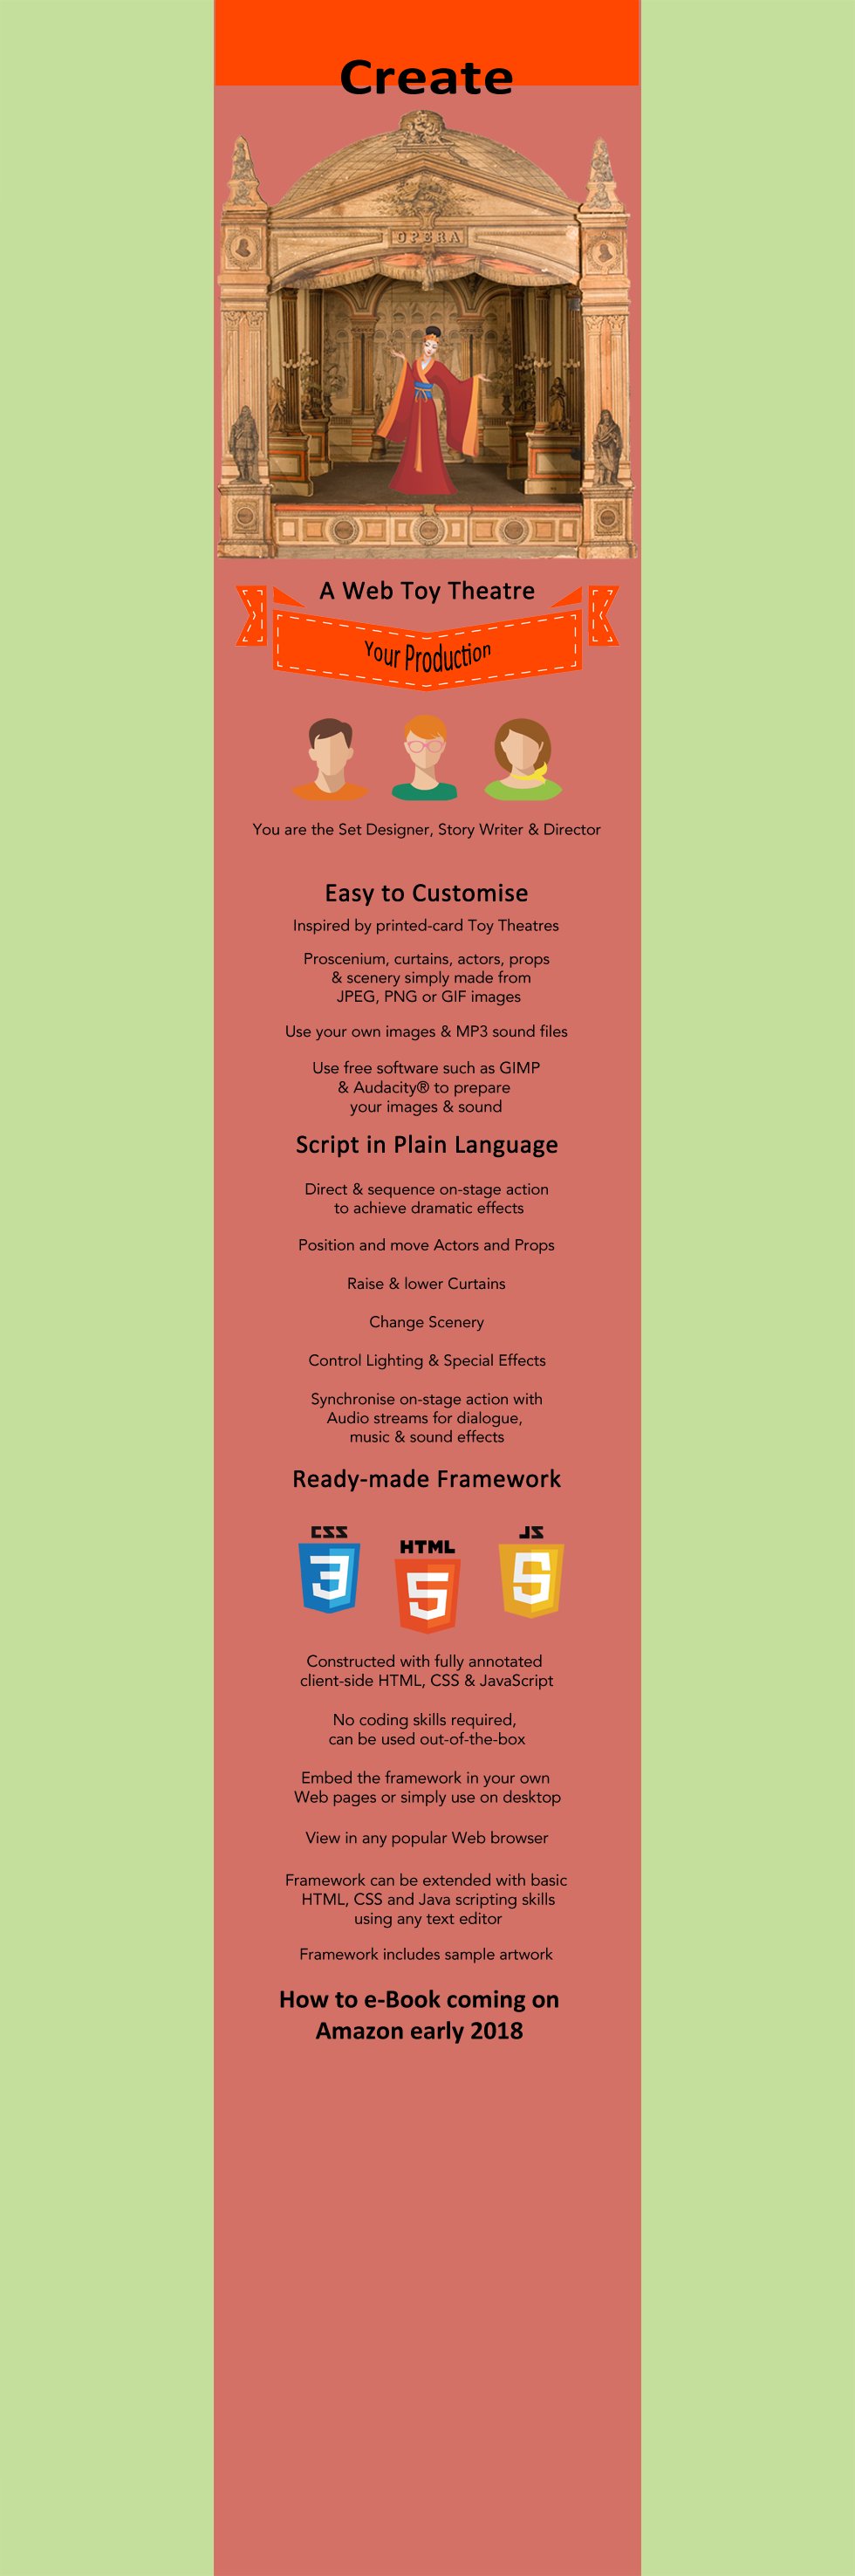 Create
OPERA
A Web Toy Theatre
Your Production
You are the Set Designer, Story Writer & Director
Easy to Customise
Inspired by printed-card Toy Theatres
Proscenium, curtains, actors, props
& scenery simply made from
JPEG, PNG or GIF images
Use your own images & MP3 sound files
Use free software such as GIMP
& Audacity® to prepare
your images & sound
Script in Plain Language
Direct & sequence on-stage action
to achieve dramatic effects
Position and move Actors and Props
Raise & lower Curtains
Change Scenery
Control Lighting & Special Effects
Synchronise on-stage action with
Audio streams for dialogue,
music & sound effects
Ready-made Framework
CSS
3
HTML
5
JS
5
Constructed with fully annotated
client-side HTML, CSS & JavaScript
No coding skills required,
can be used out-of-the-box
Embed the framework in your own
Web pages or simply use on desktop
View in any popular Web browser
Framework can be extended with basic
HTML, CSS and Java scripting skills
using any text editor
Framework includes sample artwork
How to e-Book coming on
Amazon early 2018